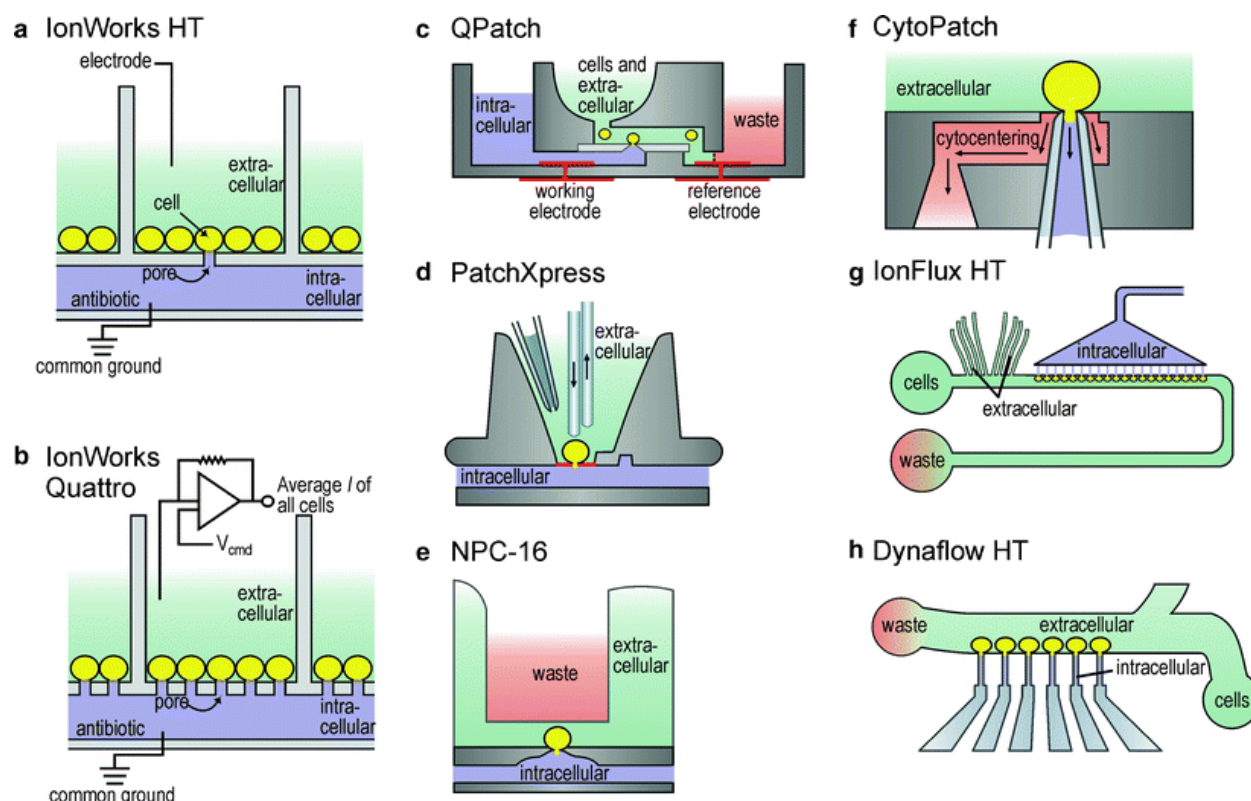 a IonWorks HT
electrode
extra-
cellular
cell
pore
intra-
cellular
antibiotic
common ground
b IonWorks
Quattro
Average I of
all cells
Vcmd
extra-
cellular
pore
intra-
cellular
antibiotic
common ground
c QPatch
cells and
extra-
cellular
intra-
cellular
waste
working
electrode
reference
electrode
d PatchXpress
extra-
cellular
intracellular
e NPC-16
waste
extra-
cellular
intracellular
f CytoPatch
extracellular
cytocentering
g IonFlux HT
intracellular
cells
extracellular
waste
h Dynaflow HT
waste
extracellular
intracellular
cells